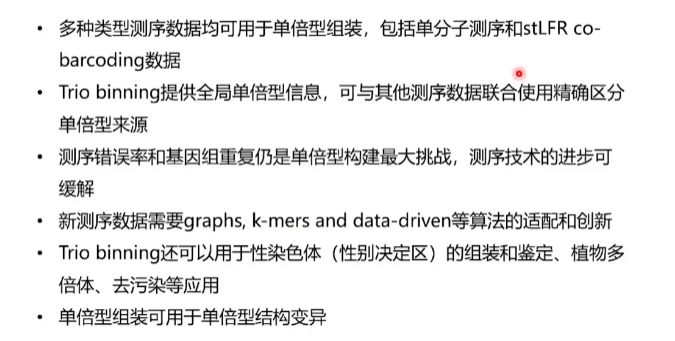 • 多种类型测序数据均可用于单倍型组装，包括单分子测序和stLFR co-
barcoding数据
• Trio binning提供全局单倍型信息，可与其他测序数据联合使用精确区分
单倍型来源
• 测序错误率和基因组重复仍是单倍型构建最大挑战，测序技术的进步可
缓解
• 新测序数据需要graphs, k-mers and data-driven等算法的适配和创新
• Trio binning还可以用于性染色体（性别决定区）的组装和鉴定、植物多
倍体、去污染等应用
• 单倍型组装可用于单倍型结构变异